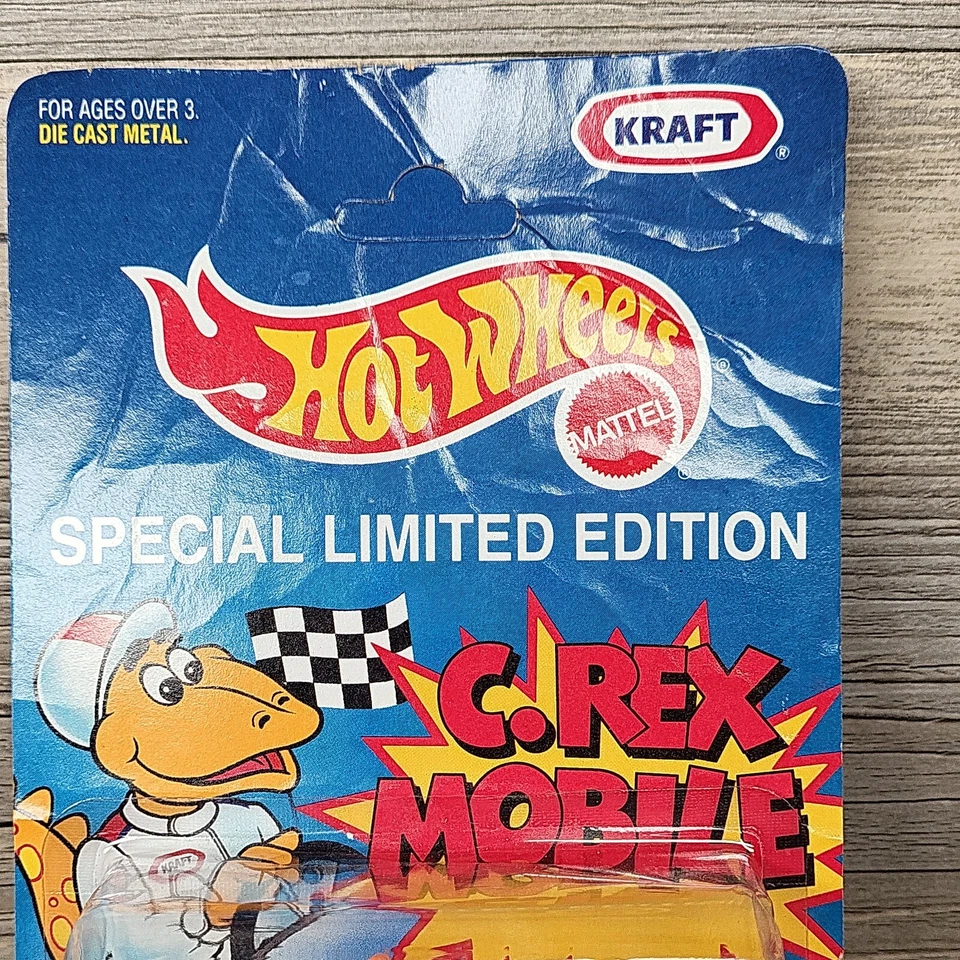 FOR AGES OVER 3.
DIE CAST METAL.
KRAFT
®
HOT WHEELS
®
MATTEL
®
SPECIAL LIMITED EDITION
C.REX
MOBILE
KRAFT